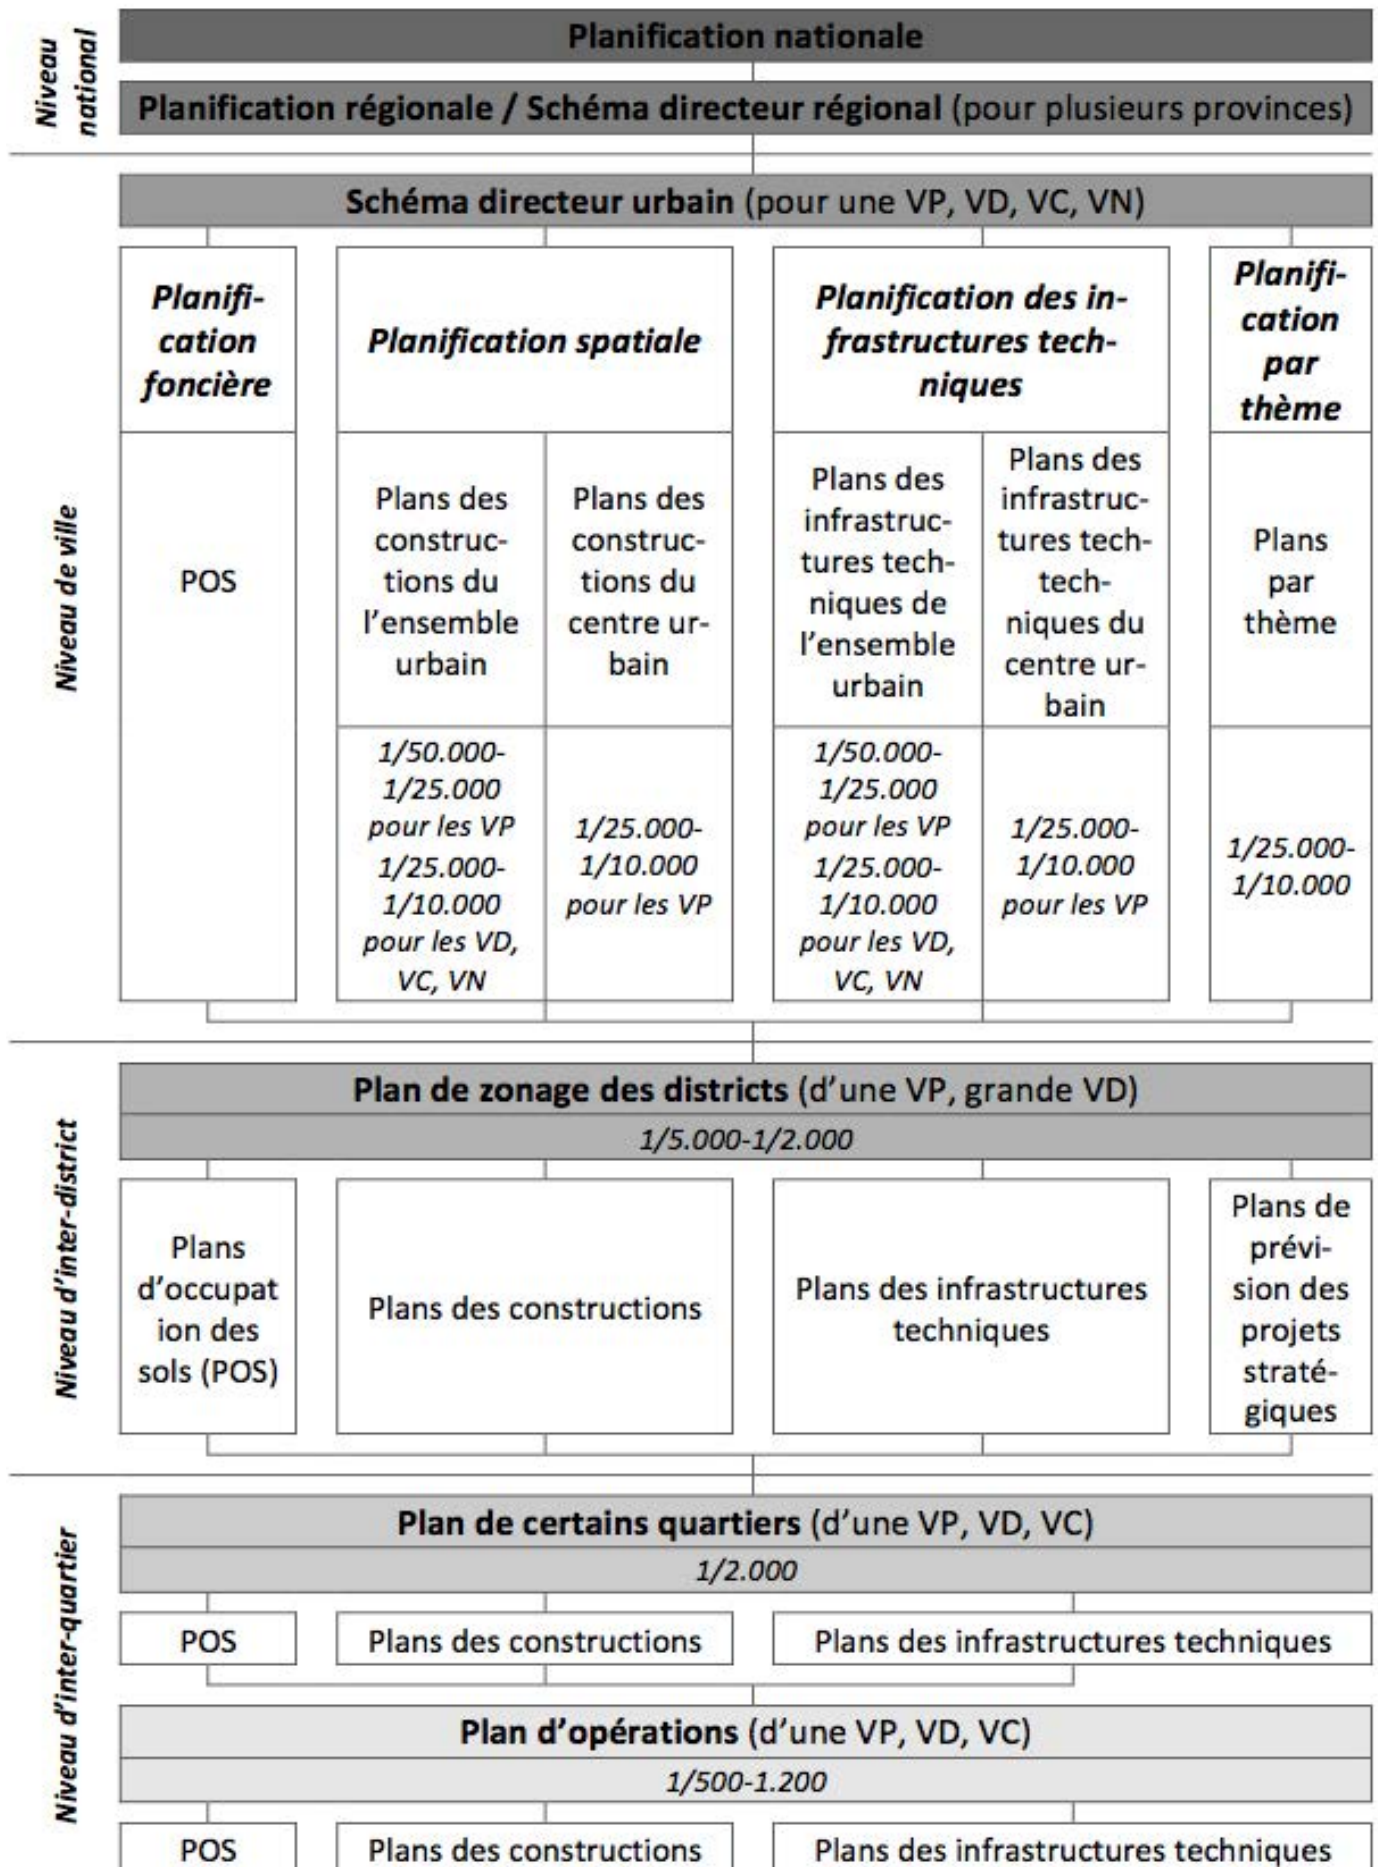 Niveau
national
Planification nationale
Planification régionale / Schéma directeur régional (pour plusieurs provinces)
Niveau de ville
Schéma directeur urbain (pour une VP, VD, VC, VN)
Planifi-
cation
foncière
Planification spatiale
Planification des in-
frastructures tech-
niques
Planifi-
cation
par
thème
POS
Plans des
construc-
tions du
l'ensemble
urbain
Plans des
construc-
tions du
centre ur-
bain
Plans des
infrastruc-
tures tech-
niques de
l'ensemble
urbain
Plans des
infrastruc-
tures tech-
tech-
niques du
centre ur-
bain
Plans
par
thème
1/50.000-
1/25.000
pour les VP
1/25.000-
1/10.000
pour les VD,
VC, VN
1/25.000-
1/10.000
pour les VP
1/50.000-
1/25.000
pour les VP
1/25.000-
1/10.000
pour les VD,
VC, VN
1/25.000-
1/10.000
pour les VP
1/25.000-
1/10.000
Niveau d'inter-district
Plan de zonage des districts (d'une VP, grande VD)
1/5.000-1/2.000
Plans
d'occupat
ion des
sols (POS)
Plans des constructions
Plans des infrastructures
techniques
Plans de
prévi-
sion des
projets
straté-
giques
Niveau d'inter-quartier
Plan de certains quartiers (d'une VP, VD, VC)
1/2.000
POS
Plans des constructions
Plans des infrastructures techniques
Plan d'opérations (d'une VP, VD, VC)
1/500-1.200
POS
Plans des constructions
Plans des infrastructures techniques